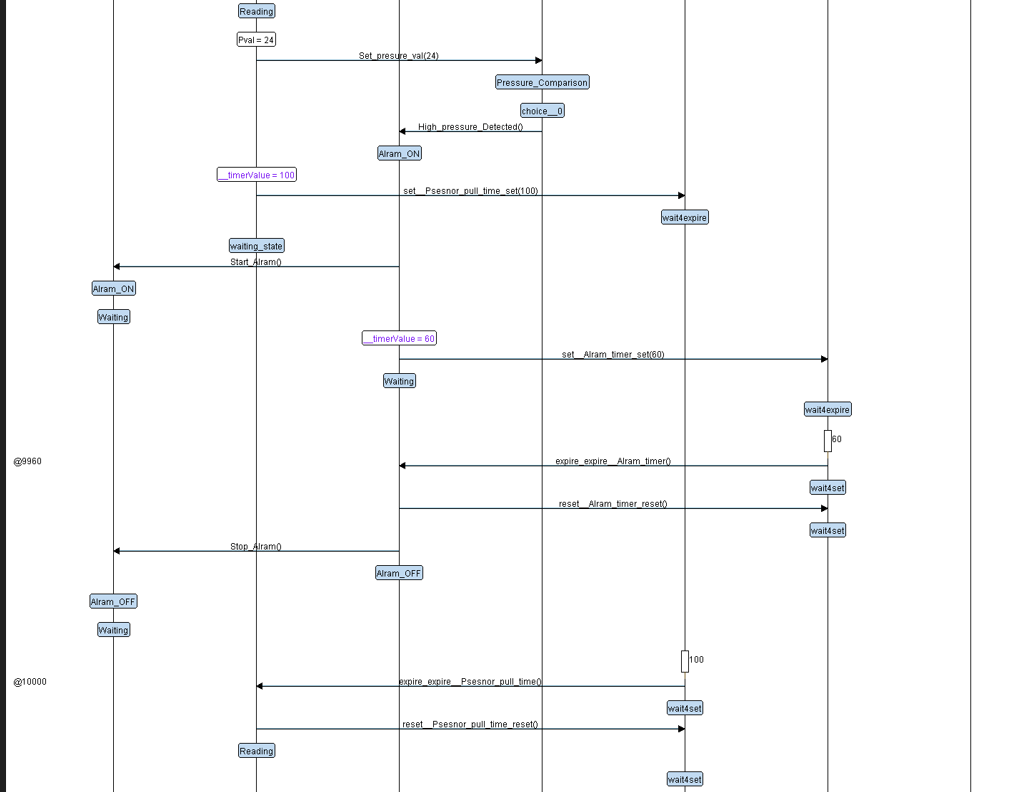 Reading
Pval = 24
Set_presure_val(24)
Pressure_Comparison
choice__0
High_pressure_Detected()
Alram_ON
__timerValue = 100
set__Psesnor_pull_time_set(100)
wait4expire
waiting_state
Start_Alram()
Alram_ON
Waiting
__timerValue = 60
set__Alram_timer_set(60)
Waiting
wait4expire
60
@9960
expire_expire__Alram_timer()
wait4set
reset__Alram_timer_reset()
wait4set
Stop_Alram()
Alram_OFF
Alram_OFF
Waiting
100
@10000
expire_expire__Psesnor_pull_time()
wait4set
reset__Psesnor_pull_time_reset()
Reading
wait4set